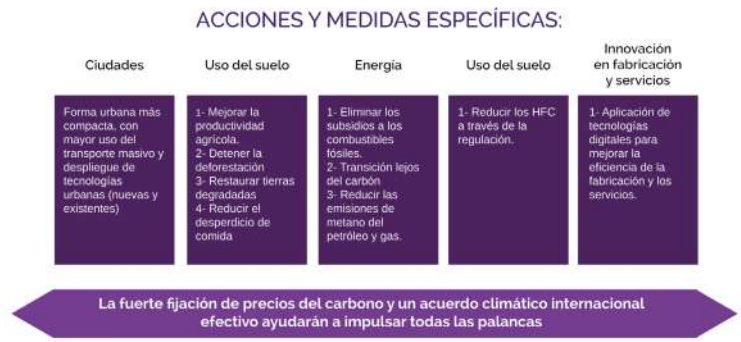 ACCIONES Y MEDIDAS ESPECÍFICAS:
Ciudades
Forma urbana más
compacta, con
mayor uso del
transporte masivo y
despliegue de
tecnologías
urbanas (nuevas y
existentes)
Uso del suelo
1- Mejorar la
productividad
agrícola.
2- Detener la
deforestación
3- Restaurar tierras
degradadas
4- Reducir el
desperdicio de
comida
Energía
1- Eliminar los
subsidios a los
combustibles
fósiles.
2- Transición lejos
del carbón
3- Reducir las
emisiones de
metano del
petróleo y gas.
Uso del suelo
1- Reducir los HFC
a través de la
regulación.
Innovación
en fabricación
y servicios
1- Aplicación de
tecnologías
digitales para
mejorar la
eficiencia de la
fabricación y los
servicios.
La fuerte fijación de precios del carbono y un acuerdo climático internacional
efectivo ayudarán a impulsar todas las palancas